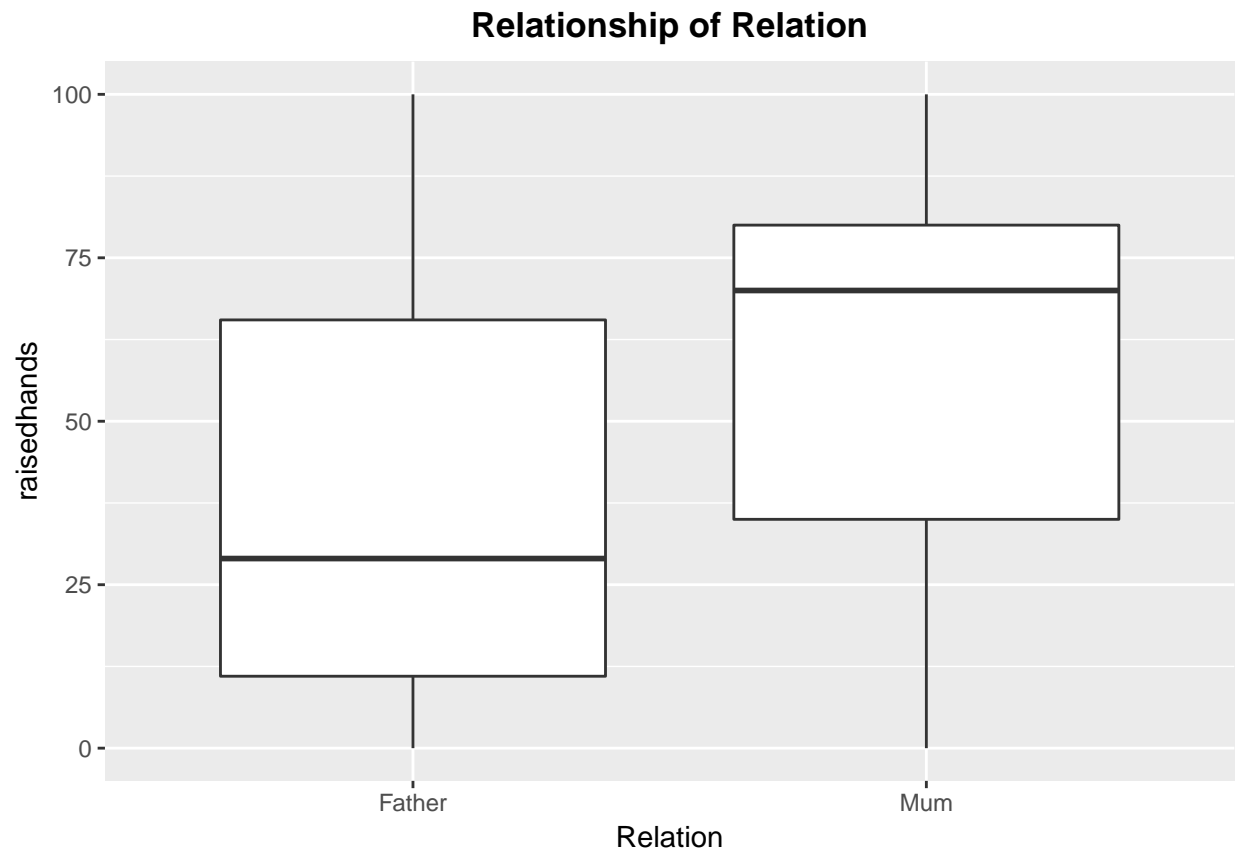 Relationship of Relation
100
75
50
25
0
raisedhands
Father Mum
Relation